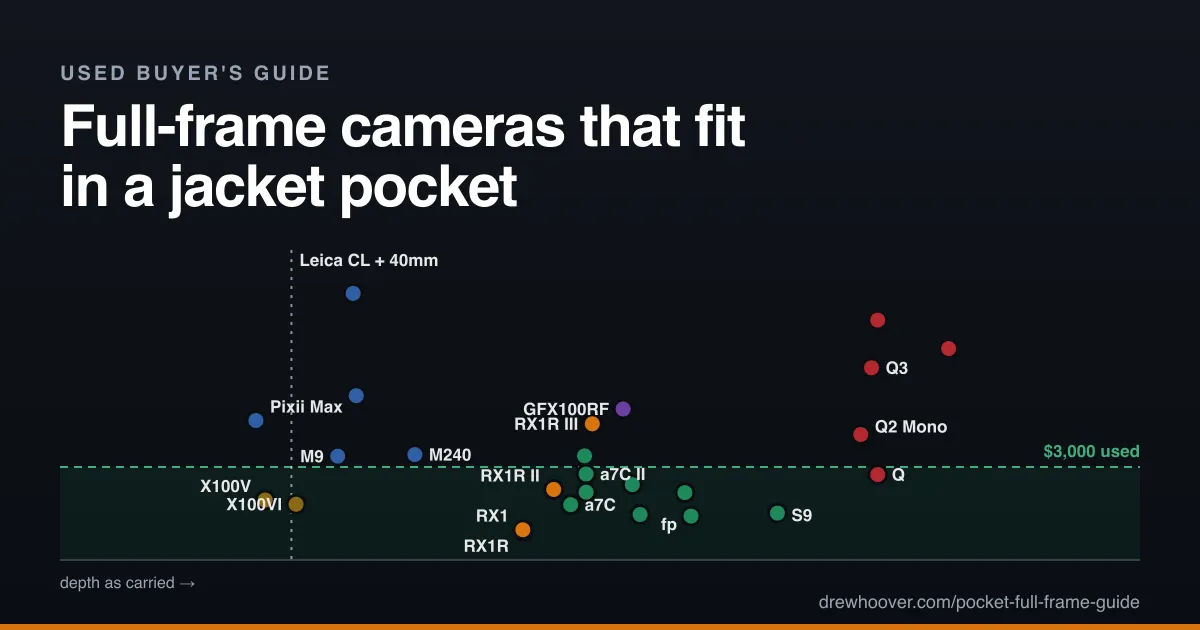 USED BUYER'S GUIDE
Full-frame cameras that fit
in a jacket pocket
Leica CL + 40mm
Q3
Pixii Max
GFX100RF
RX1R III
Q2 Mono
M9
M240
$3,000 used
RX1R II
a7C II
Q
X100V
X100VI
a7C
RX1
fp
S9
RX1R
depth as carried →
drewhoover.com/pocket-full-frame-guide